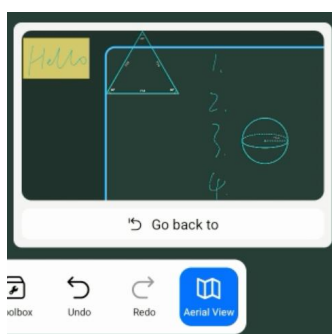 Hello
1.
2.
3.
4.
Go back to
olbox
Undo
Redo
Aerial View